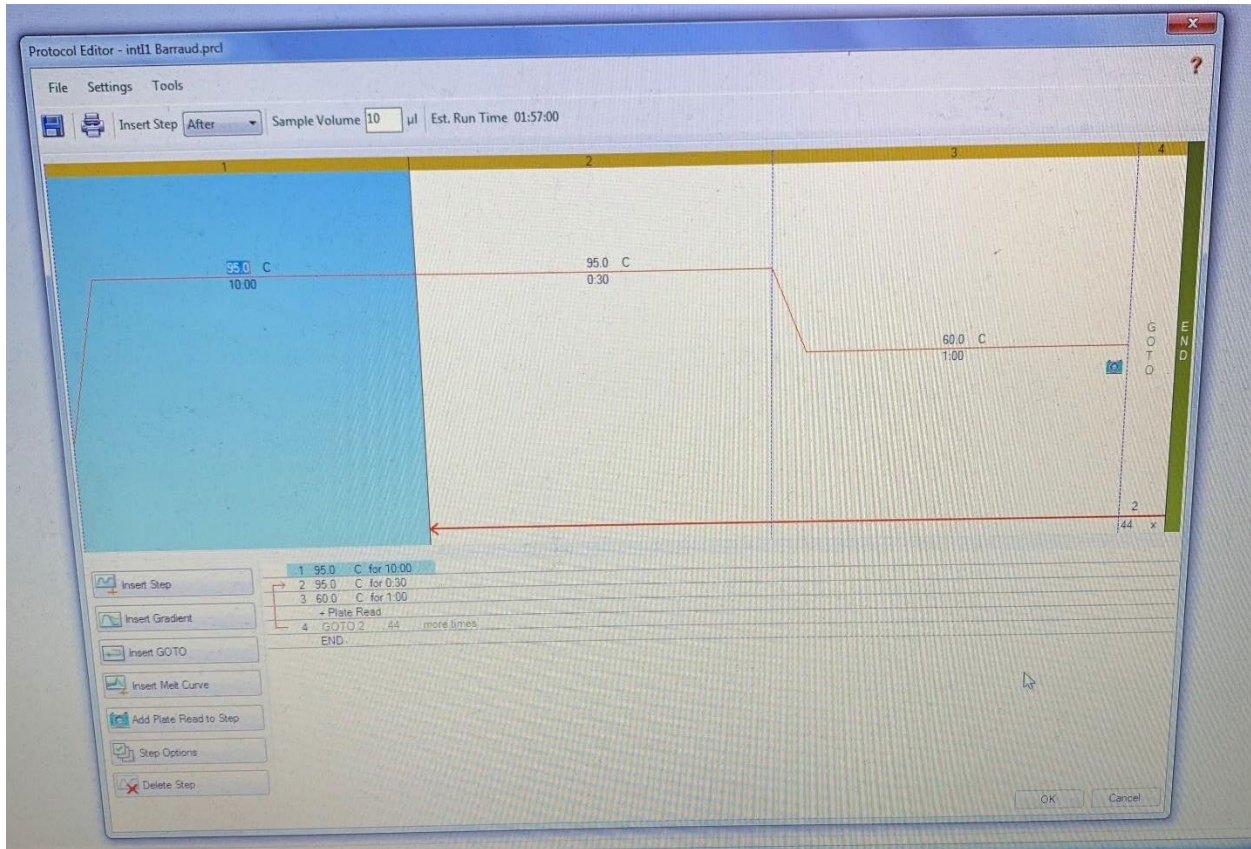 Protocol Editor - intI1 Barraud.prcl
x
File Settings Tools
?
Insert Step After Sample Volume 10 µl Est. Run Time 01:57:00
1 2 3 4
95.0 C
10:00
95.0 C
0:30
60.0 C
1:00
GOTO
END
2
44 x
Insert Step
Insert Gradient
Insert GOTO
Insert Melt Curve
Add Plate Read to Step
Step Options
Delete Step
1 95.0 C for 10:00
2 95.0 C for 0:30
3 60.0 C for 1:00
+ Plate Read
4 GOTO 2 44 more times
END
OK Cancel